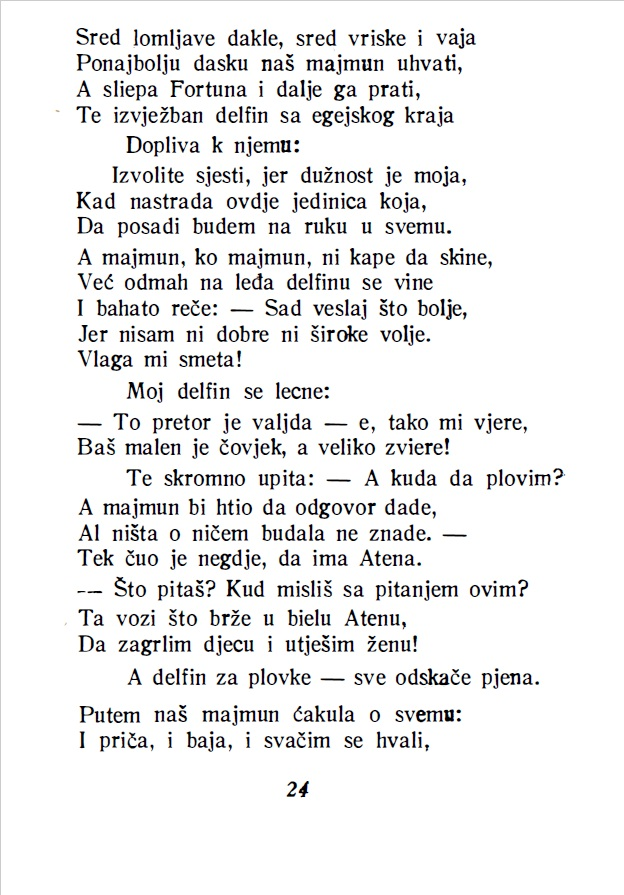 Sred lomljave dakle, sred vriske i vaja
Ponajbolju dasku naš majmun uhvati,
A sliepa Fortuna i dalje ga prati,
Te izvježban delfin sa egejskog kraja
Dopliva k njemu:
Izvolite sjesti, jer dužnost je moja,
Kad nastrada ovdje jedinica koja,
Da posadi budem na ruku u svemu.
A majmun, ko majmun, ni kape da skine,
Već odmah na leđa delfinu se vine
I bahato reče: — Sad veslaj što bolje,
Jer nisam ni dobre ni široke volje.
Vlaga mi smeta!
Moj delfin se lecne:
— To pretor je valjda — e, tako mi vjere,
Baš malen je čovjek, a veliko zviere!
Te skromno upita: — A kuda da plovim?
A majmun bi htio da odgovor dade,
Al ništa o ničem budala ne znade. —
Tek čuo je negdje, da ima Atena.
— Što pitaš? Kud misliš sa pitanjem ovim?
Ta vozi što brže u bielu Atenu,
Da zagrlim djecu i utješim ženu!
A delfin za plovke — sve odskače pjena.
Putem naš majmun ćakula o svemu:
I priča, i baja, i svačim se hvali,
24